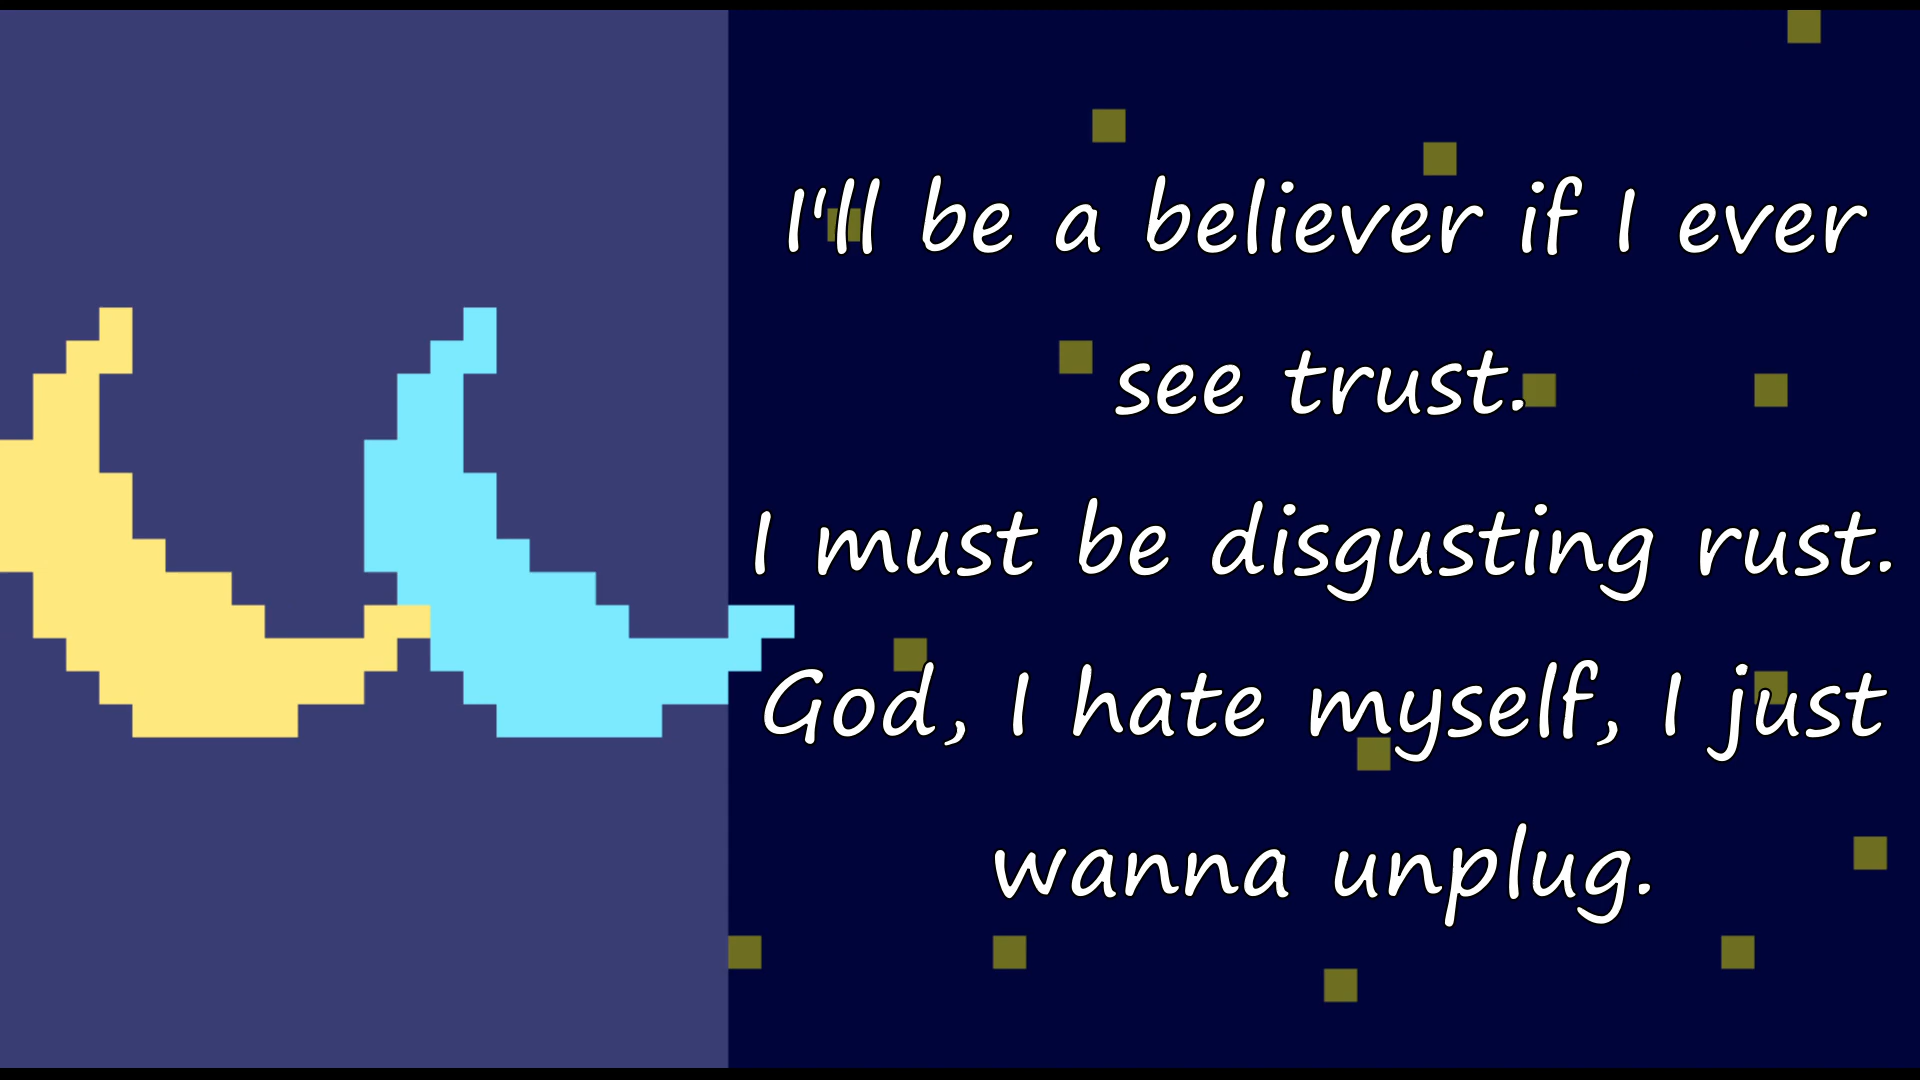 I'll be a believer if I ever
see trust.
I must be disgusting rust.
God, I hate myself, I just
wanna unplug.